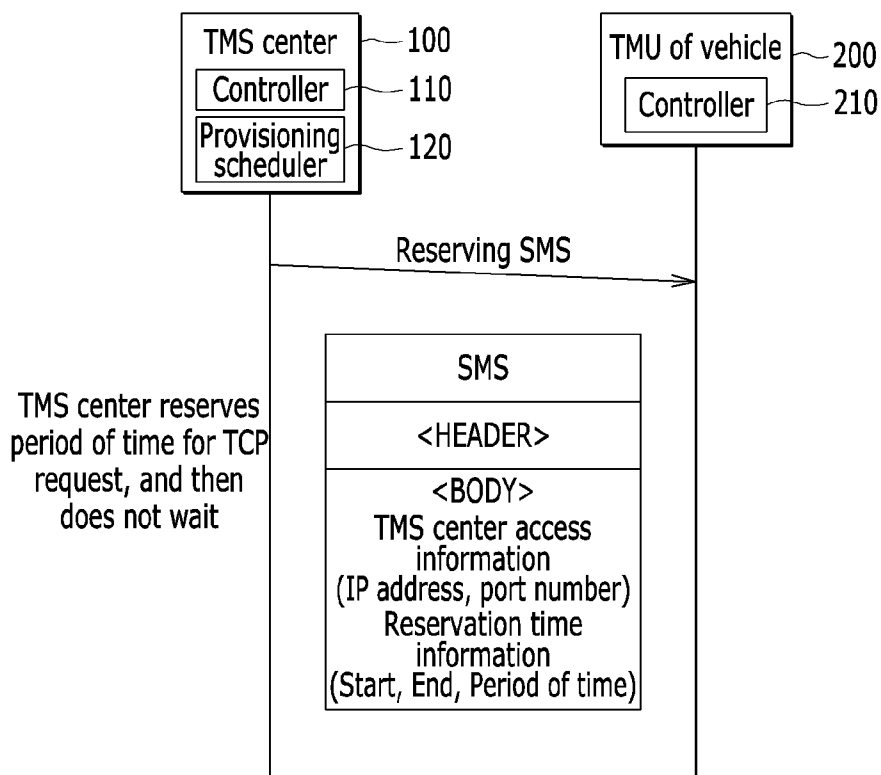 TMS center
100
Controller
110
Provisioning
scheduler
120
TMU of vehicle
200
Controller
210
Reserving SMS
TMS center reserves
period of time for TCP
request, and then
does not wait
SMS
<HEADER>
<BODY>
TMS center access
information
(IP address, port number)
Reservation time
information
(Start, End, Period of time)